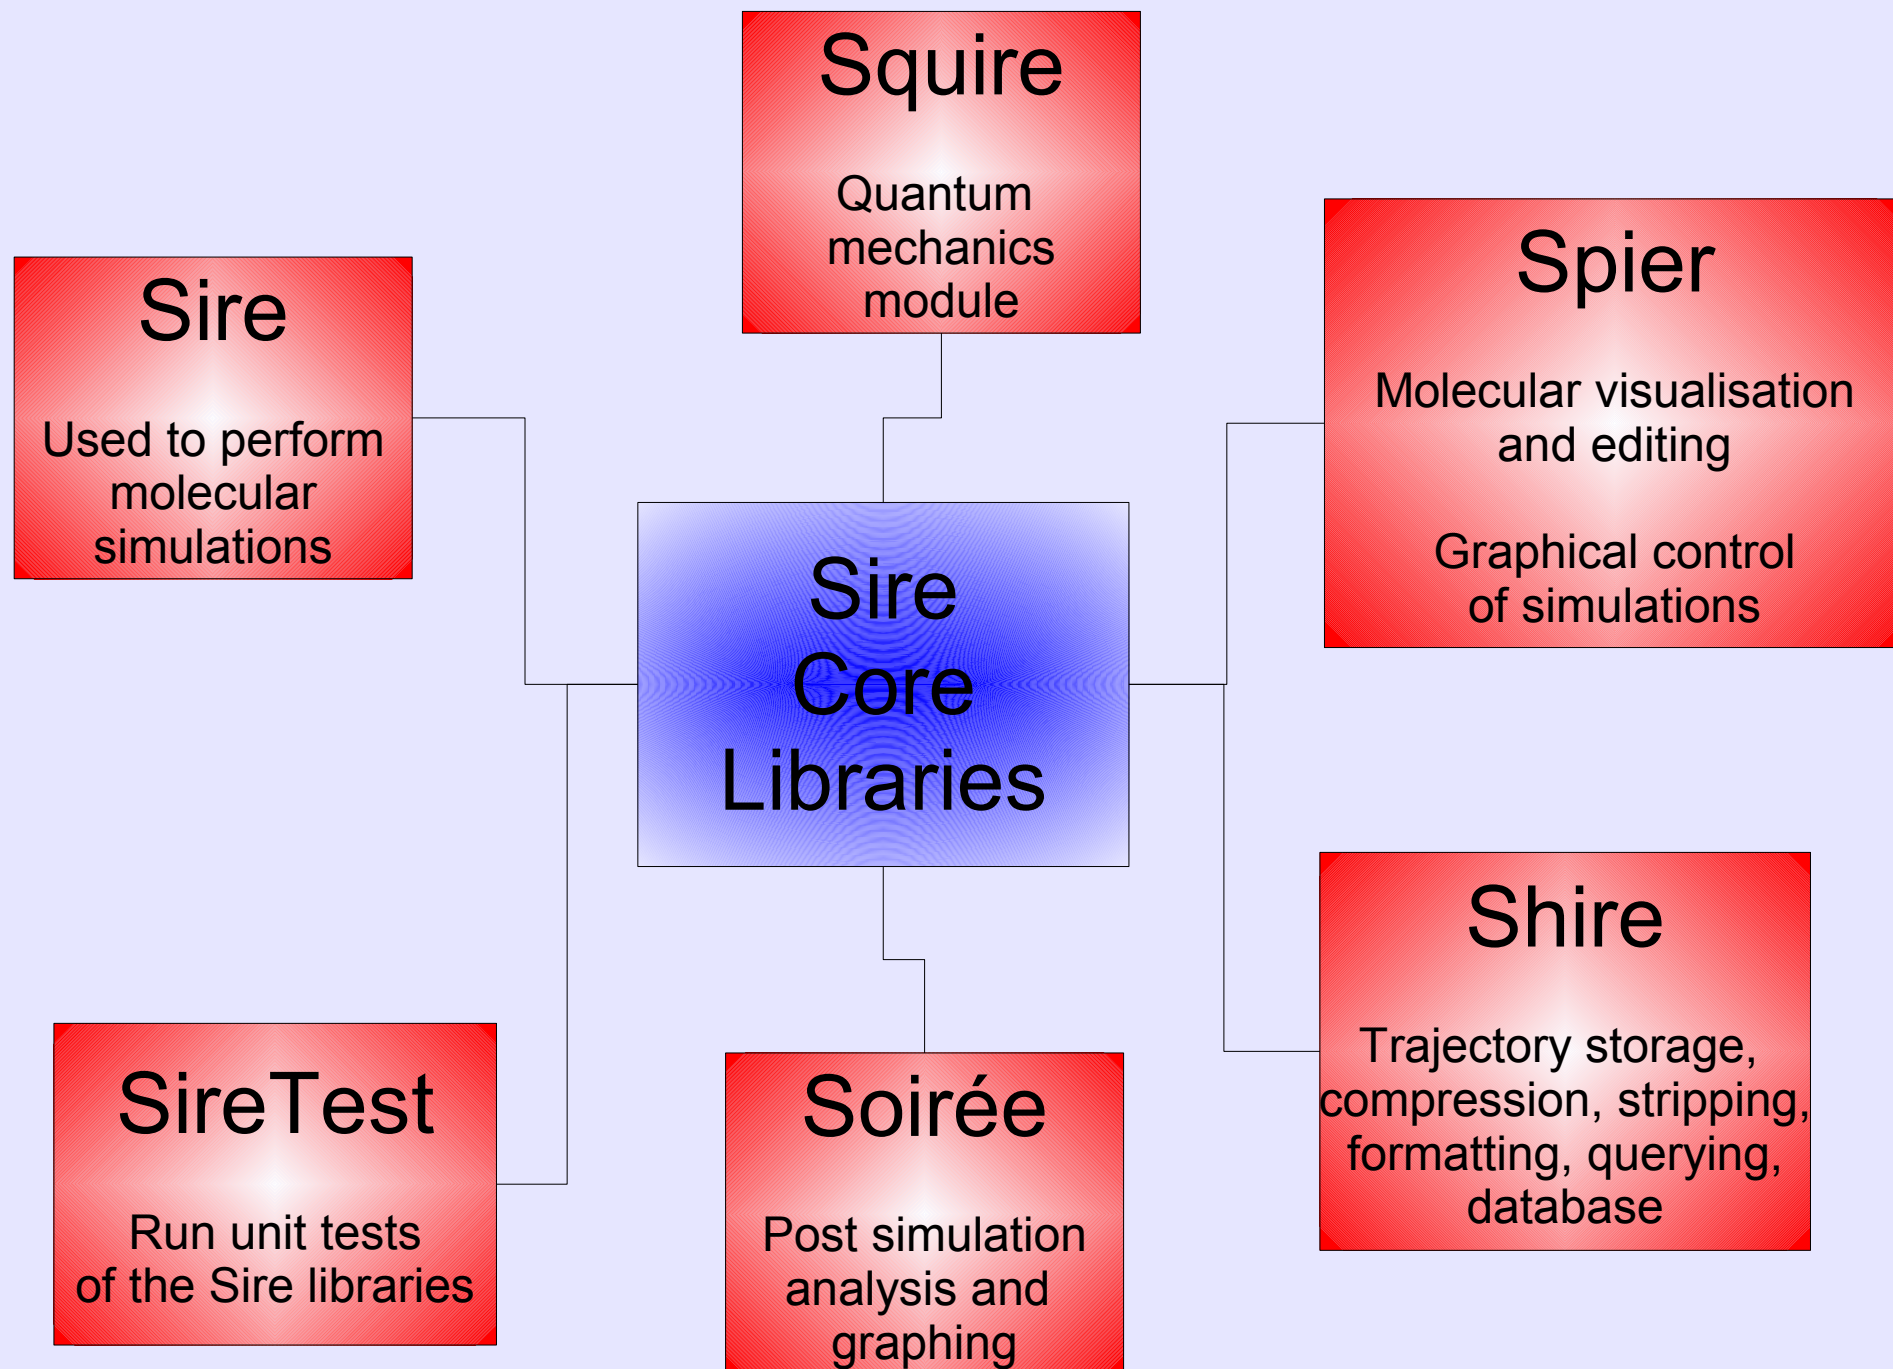 Squire
Quantum
mechanics
module
Sire
Used to perform
molecular
simulations
Spier
Molecular visualisation
and editing
Graphical control
of simulations
Sire
Core
Libraries
Shire
Trajectory storage,
compression, stripping,
formatting, querying,
database
SireTest
Run unit tests
of the Sire libraries
Soirée
Post simulation
analysis and
graphing